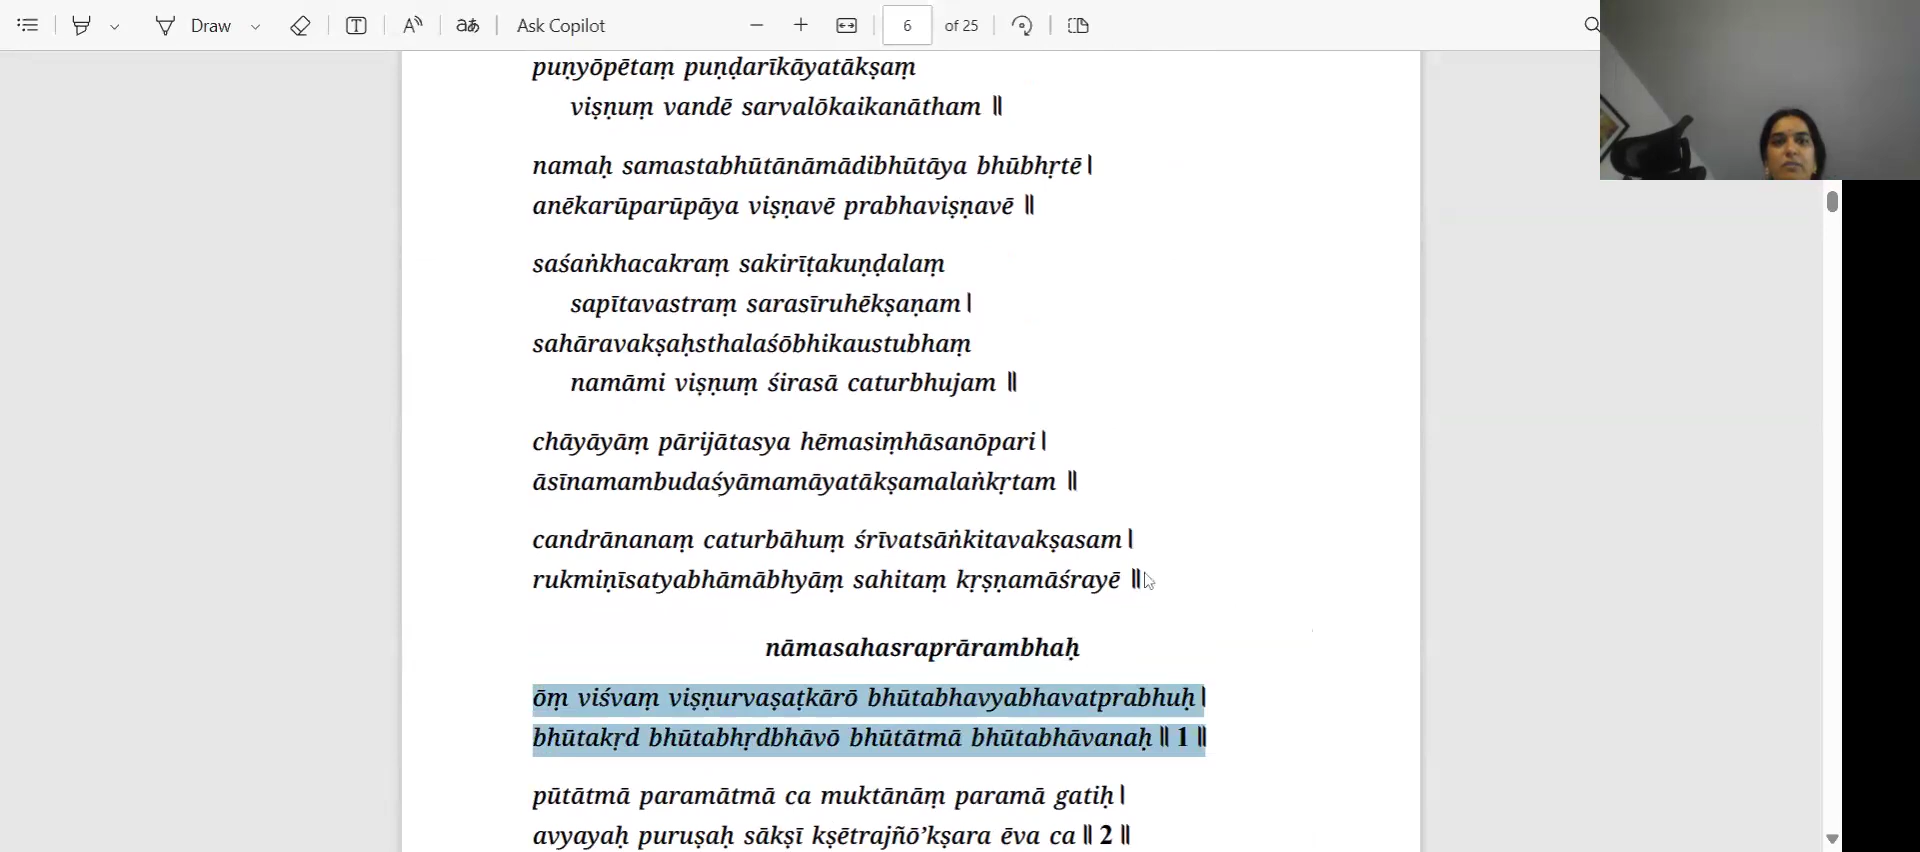 Draw
Ask Copilot
6 of 25
puṇyōpētaṃ puṇḍarīkāyatākṣaṃ
viṣṇuṃ vandē sarvalōkaikanātham ॥
namaḥ samastabhūtānāmādibhūtāya bhūbhṛtē।
anēkarūparūpāya viṣṇavē prabhaviṣṇavē ॥
saśaṅkhacakraṃ sakirīṭakuṇḍalaṃ
sapītavastraṃ sarasīruhēkṣaṇam।
sahāravakṣaḥsthalaśōbhikaustubhaṃ
namāmi viṣṇuṃ śirasā caturbhujam ॥
chāyāyāṃ pārijātasya hēmasiṃhāsanōpari।
āsīnamambudaśyāmamāyatākṣamalaṅkṛtam ॥
candrānanaṃ caturbāhuṃ śrīvatsāṅkitavakṣasam।
rukmiṇīsatyabhāmābhyāṃ sahitaṃ kṛṣṇamāśrayē ॥
nāmasahasraprārambhaḥ
ōṃ viśvaṃ viṣṇurvaṣaṭkārō bhūtabhavyabhavatprabhuḥ।
bhūtakṛd bhūtabhṛdbhāvō bhūtātmā bhūtabhāvanaḥ॥ 1 ॥
pūtātmā paramātmā ca muktānāṃ paramā gatiḥ।
avyayaḥ puruṣaḥ sākṣī kṣētrajñō’kṣara ēva ca॥ 2 ॥